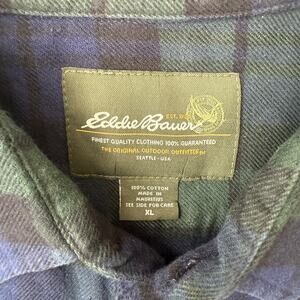 EST. 1920
Eddie Bauer
FINEST QUALITY CLOTHING 100% GUARANTEED
THE ORIGINAL OUTDOOR OUTFITTER
SEATTLE - USA
100% COTTON
MADE IN
MAURITIUS
SEE SIDE FOR CARE
XL